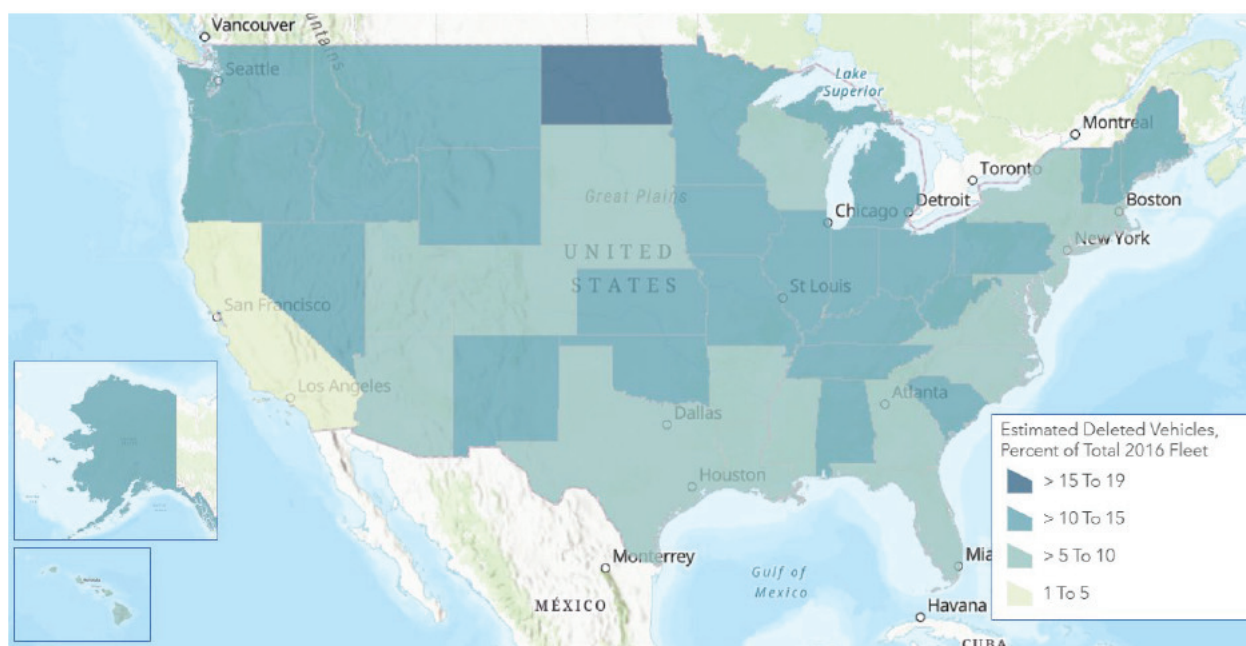 Vancouver
Seattle
Lake
Superior
Montreal
Toronto
Great Plains
Chicago
Detroit
Boston
New York
UNITED
STATES
St Louis
San Francisco
Los Angeles
Atlanta
Dallas
Houston
Monterrey
MÉXICO
Gulf of
Mexico
Mia
Havana
CUBA
Estimated Deleted Vehicles,
Percent of Total 2016 Fleet
> 15 To 19
> 10 To 15
> 5 To 10
1 To 5